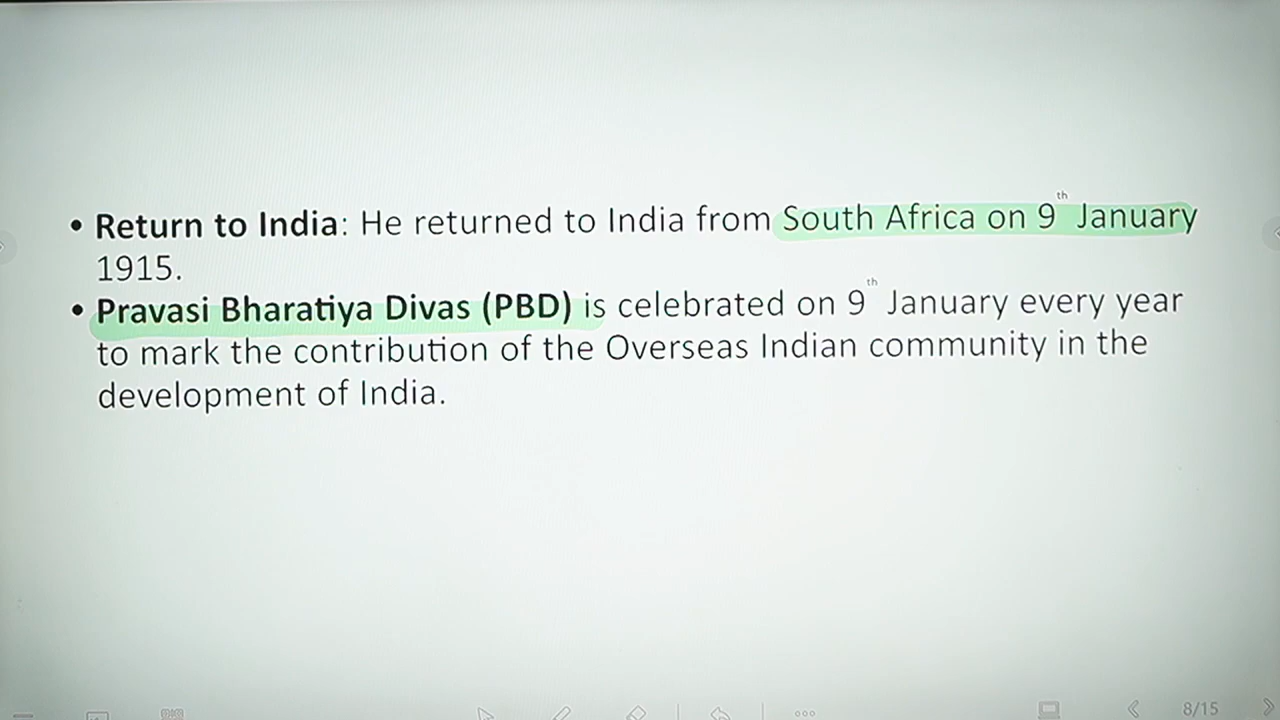 • Return to India: He returned to India from South Africa on 9th January
1915.
• Pravasi Bharatiya Divas (PBD) is celebrated on 9th January every year
to mark the contribution of the Overseas Indian community in the
development of India.
8/15